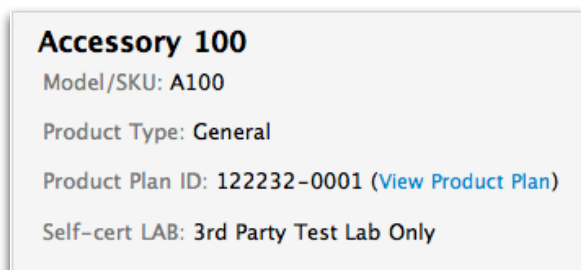 Accessory 100
Model/SKU: A100
Product Type: General
Product Plan ID: 122232-0001 (View Product Plan)
Self-cert LAB: 3rd Party Test Lab Only